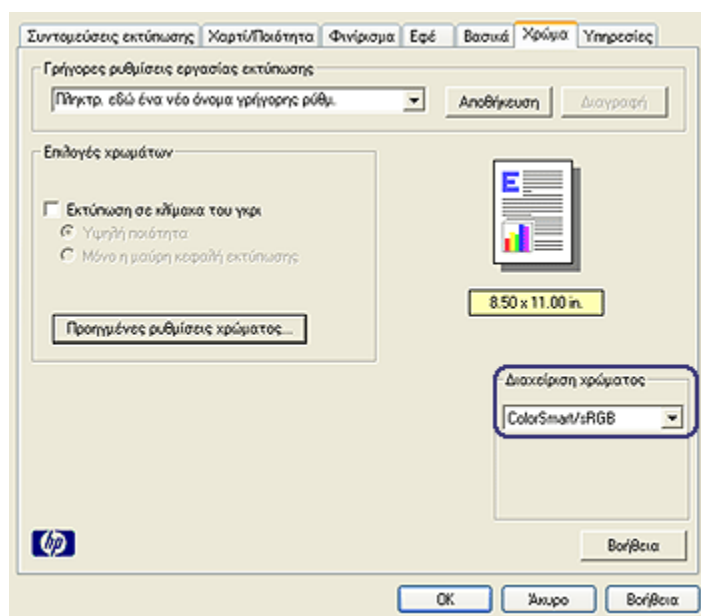 Συντομεύσεις εκτύπωσης Χαρτί/Ποιότητα Φινίρισμα Εφέ Βασικά Χρώμα Υπηρεσίες
Γρήγορες ρυθμίσεις εργασίας εκτύπωσης
Πληκτρ. εδώ ένα νέο όνομα γρήγορης ρύθμ. Αποθήκευση Διαγραφή
Επιλογές χρωμάτων
Εκτύπωση σε κλίμακα του γκρι
Υψηλή ποιότητα
Μόνο η μαύρη κεφαλή εκτύπωσης
E
8.50 x 11.00 in.
Προηγμένες ρυθμίσεις χρώματος...
Διαχείριση χρώματος
ColorSmart/sRGB
hp
Βοήθεια
OK Άκυρο Βοήθεια